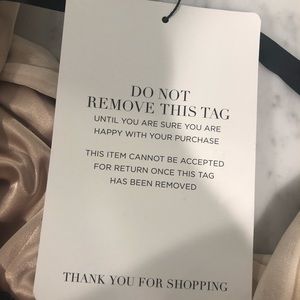 DO NOT
REMOVE THIS TAG
UNTIL YOU ARE SURE YOU ARE
HAPPY WITH YOUR PURCHASE
THIS ITEM CANNOT BE ACCEPTED
FOR RETURN ONCE THIS TAG
HAS BEEN REMOVED
THANK YOU FOR SHOPPING